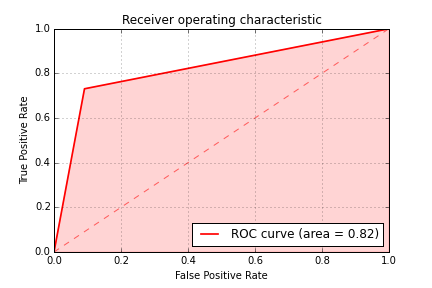 Receiver operating characteristic
1.0
0.8
0.6
0.4
0.2
0.0
True Positive Rate
ROC curve (area = 0.82)
0.0 0.2 0.4 0.6 0.8 1.0
False Positive Rate